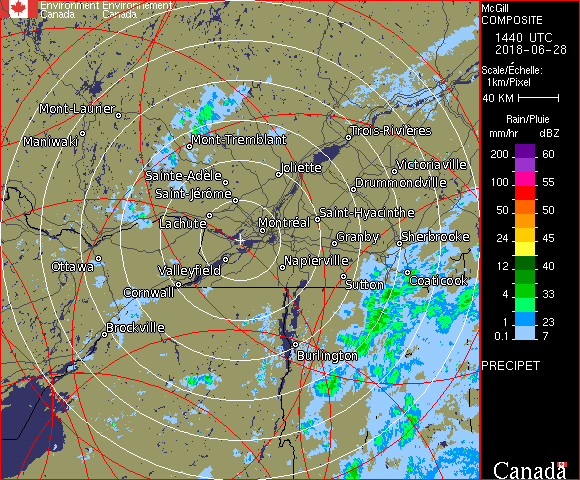 Environment Environnement
Canada Canada
McGill
COMPOSITE
1440 UTC
2018-06-28
Scale/Échelle:
1km/Pixel
40 KM
Rain/Pluie
mm/hr dBZ
200 60
100 55
50 50
24 45
12 40
4 33
1 23
0.1 7
PRECIPET
Canada
Mont-Laurier
Maniwaki
Mont-Tremblant
Trois-Rivières
Sainte-Adèle
Joliette
Victoriaville
Saint-Jérôme
Drummondville
Lachute
Montréal
Saint-Hyacinthe
Granby
Sherbrooke
Ottawa
Valleyfield
Napierville
Cornwall
Sutton
Coaticook
Brockville
Burlington